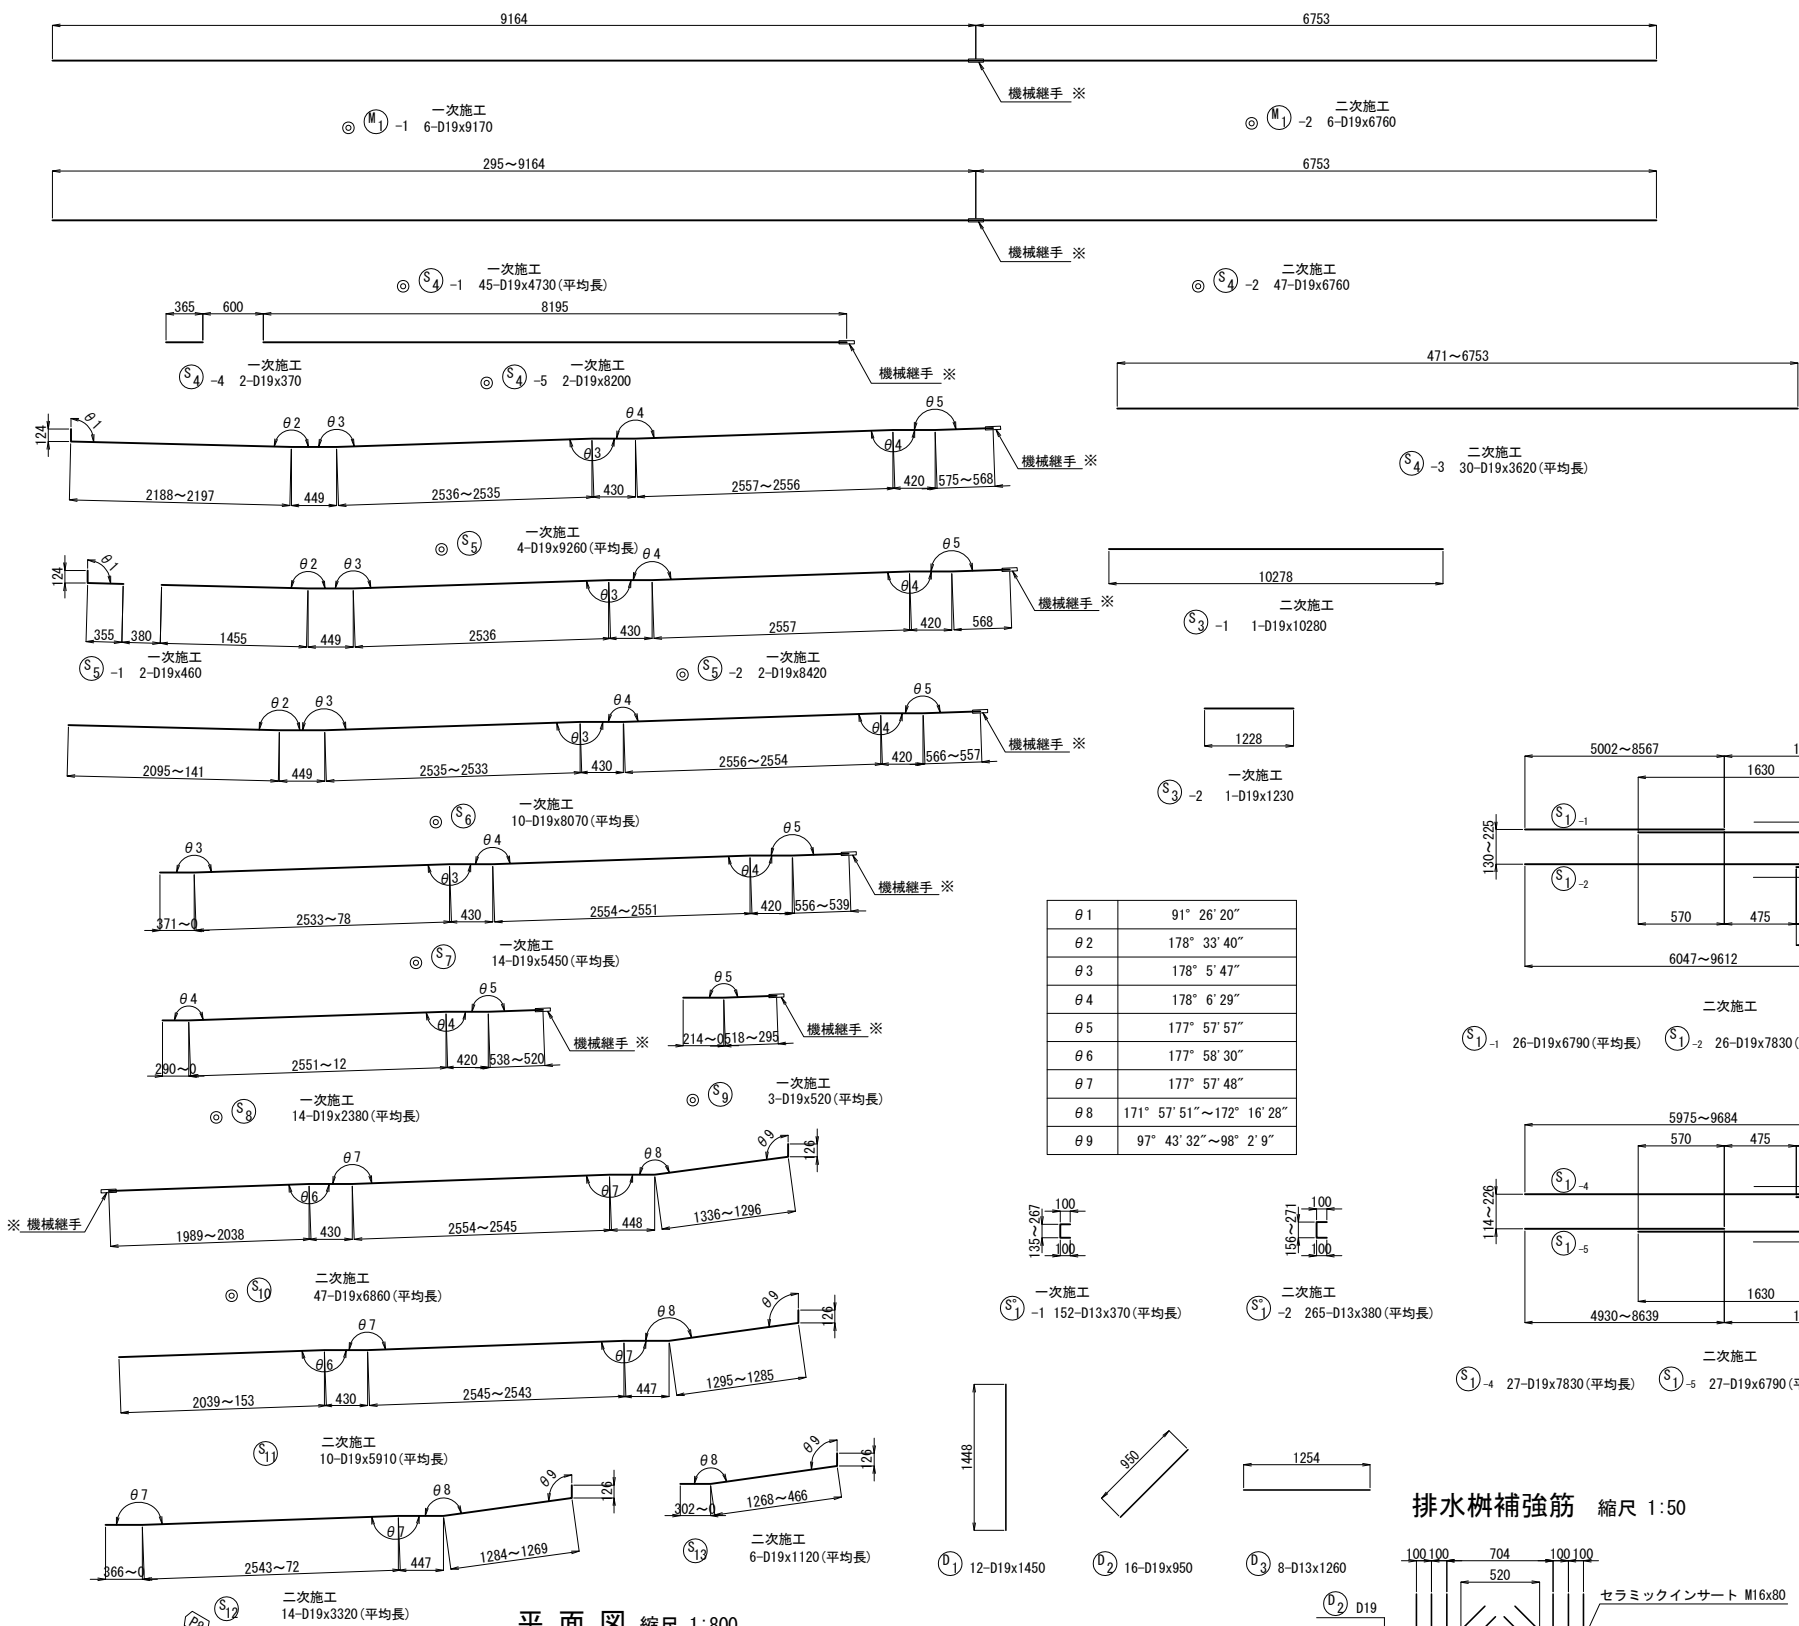 9164
6753
機械継手 ※
一次施工
◎ M1 -1 6-D19x9170
二次施工
◎ M1 -2 6-D19x6760
295～9164
6753
機械継手 ※
一次施工
◎ S4 -1 45-D19x4730(平均長)
二次施工
◎ S4 -2 47-D19x6760
365 600 8195
一次施工
S4 -4 2-D19x370
一次施工
◎ S4 -5 2-D19x8200
機械継手 ※
471～6753
二次施工
S4 -3 30-D19x3620(平均長)
124 θ1 θ2 θ3 θ3 θ4 θ4 θ5
機械継手 ※
2188～2197 449 2536～2535 430 2557～2556 420 575～568
一次施工
◎ S5 4-D19x9260(平均長)
124 θ1 θ2 θ3 θ3 θ4 θ4 θ5
機械継手 ※
355 380 1455 449 2536 430 2557 420 568
一次施工
S5 -1 2-D19x460
一次施工
◎ S5 -2 2-D19x8420
10278
二次施工
S3 -1 1-D19x10280
θ2 θ3 θ3 θ4 θ4 θ5
機械継手 ※
2095～141 449 2535～2533 430 2556～2554 420 566～557
一次施工
◎ S6 10-D19x8070(平均長)
1228
一次施工
S3 -2 1-D19x1230
θ3 θ3 θ4 θ4 θ5
機械継手 ※
371～0 2533～78 430 2554～2551 420 556～539
一次施工
◎ S7 14-D19x5450(平均長)
θ4 θ4 θ5
機械継手 ※
290～0 2551～12 420 538～520
一次施工
◎ S8 14-D19x2380(平均長)
θ5
機械継手 ※
214～0 518～295
一次施工
◎ S9 3-D19x520(平均長)
θ1 91° 26′20″
θ2 178° 33′40″
θ3 178° 5′47″
θ4 178° 6′29″
θ5 177° 57′57″
θ6 177° 58′30″
θ7 177° 57′48″
θ8 171° 57′51″～172° 16′28″
θ9 97° 43′32″～98° 2′9″
5002～8567 1
1630
S1 -1
130～225
S1 -2
570 475
6047～9612
二次施工
S1 -1 26-D19x6790(平均長) S1 -2 26-D19x7830(
5975～9684
570 475
S1 -4
114～226
S1 -5
1630
4930～8639 1
二次施工
S1 -4 27-D19x7830(平均長) S1 -5 27-D19x6790(平
θ6 θ7 θ7 θ8 θ9 126
※ 機械継手
1989～2038 430 2554～2545 448 1336～1296
二次施工
◎ S10 47-D19x6860(平均長)
100
135～267
100
一次施工
S°1 -1 152-D13x370(平均長)
100
156～271
100
二次施工
S°1 -2 265-D13x380(平均長)
θ6 θ7 θ7 θ8 θ9 126
2039～153 430 2545～2543 447 1295～1285
二次施工
S11 10-D19x5910(平均長)
θ7 θ7 θ8 θ9 126
366～0 2543～72 447 1284～1269
二次施工
S12 14-D19x3320(平均長)
θ8 θ9 126
302～0 1268～466
二次施工
S13 6-D19x1120(平均長)
1448
D1 12-D19x1450
950
D2 16-D19x950
1254
D3 8-D13x1260
排水桝補強筋 縮尺 1:50
100 100 704 100 100
520
セラミックインサート M16x80
D2 D19
平面図 縮尺 1:800